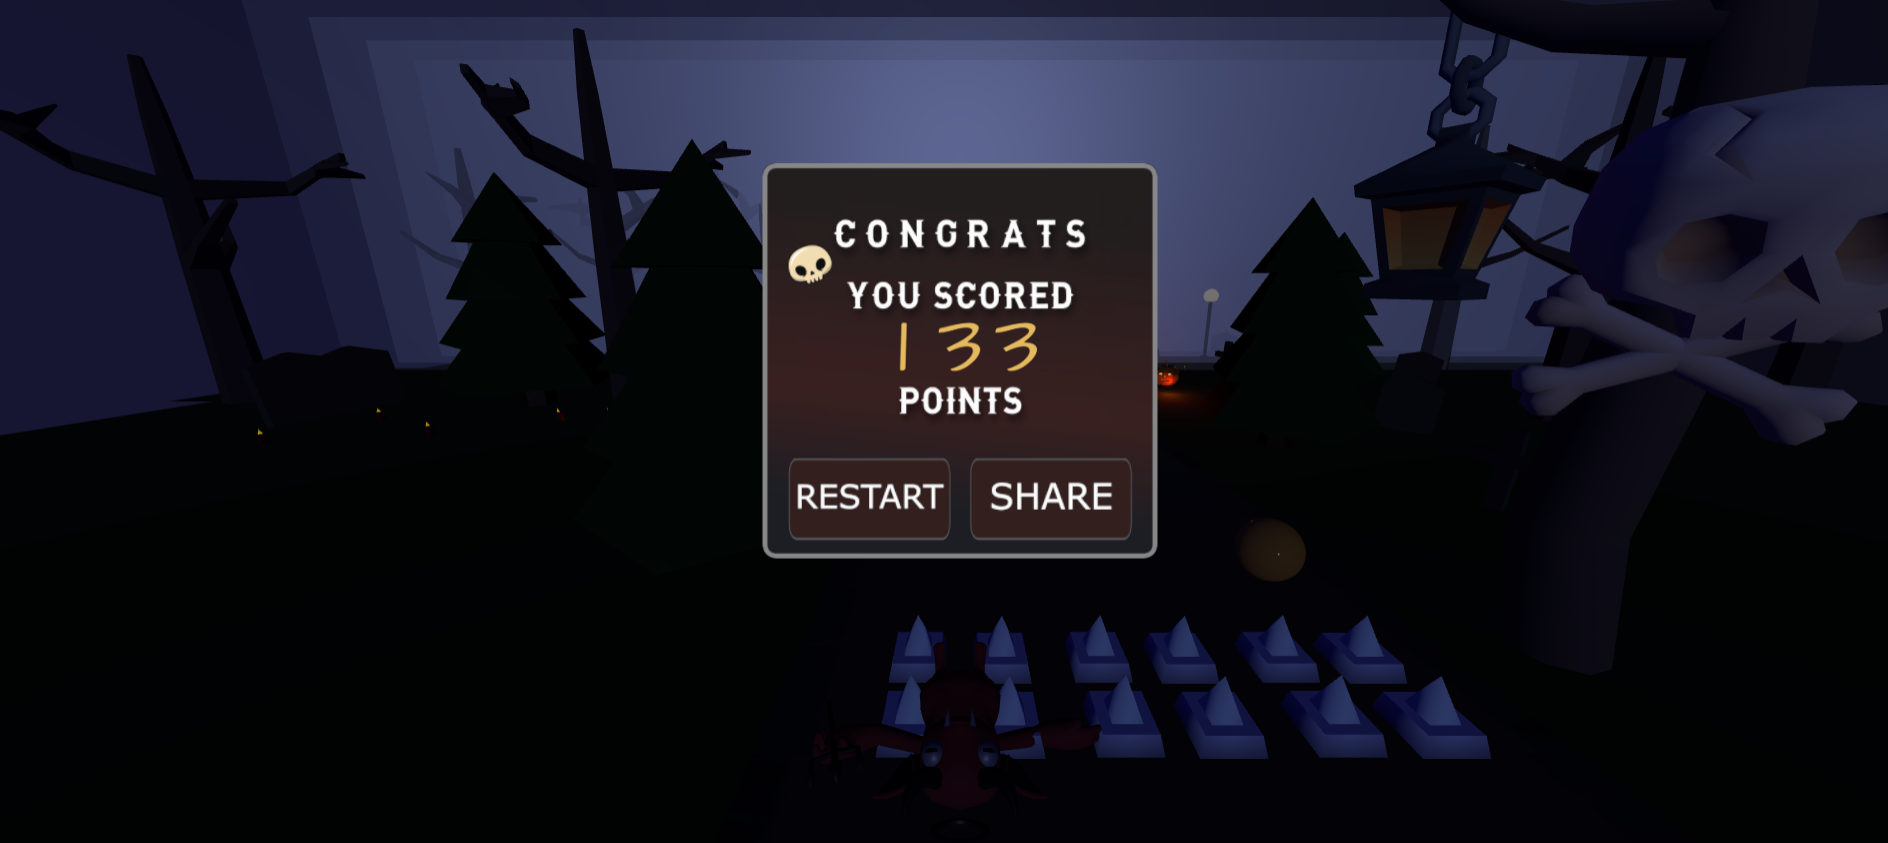 CONGRATS
YOU SCORED
133
POINTS
RESTART
SHARE